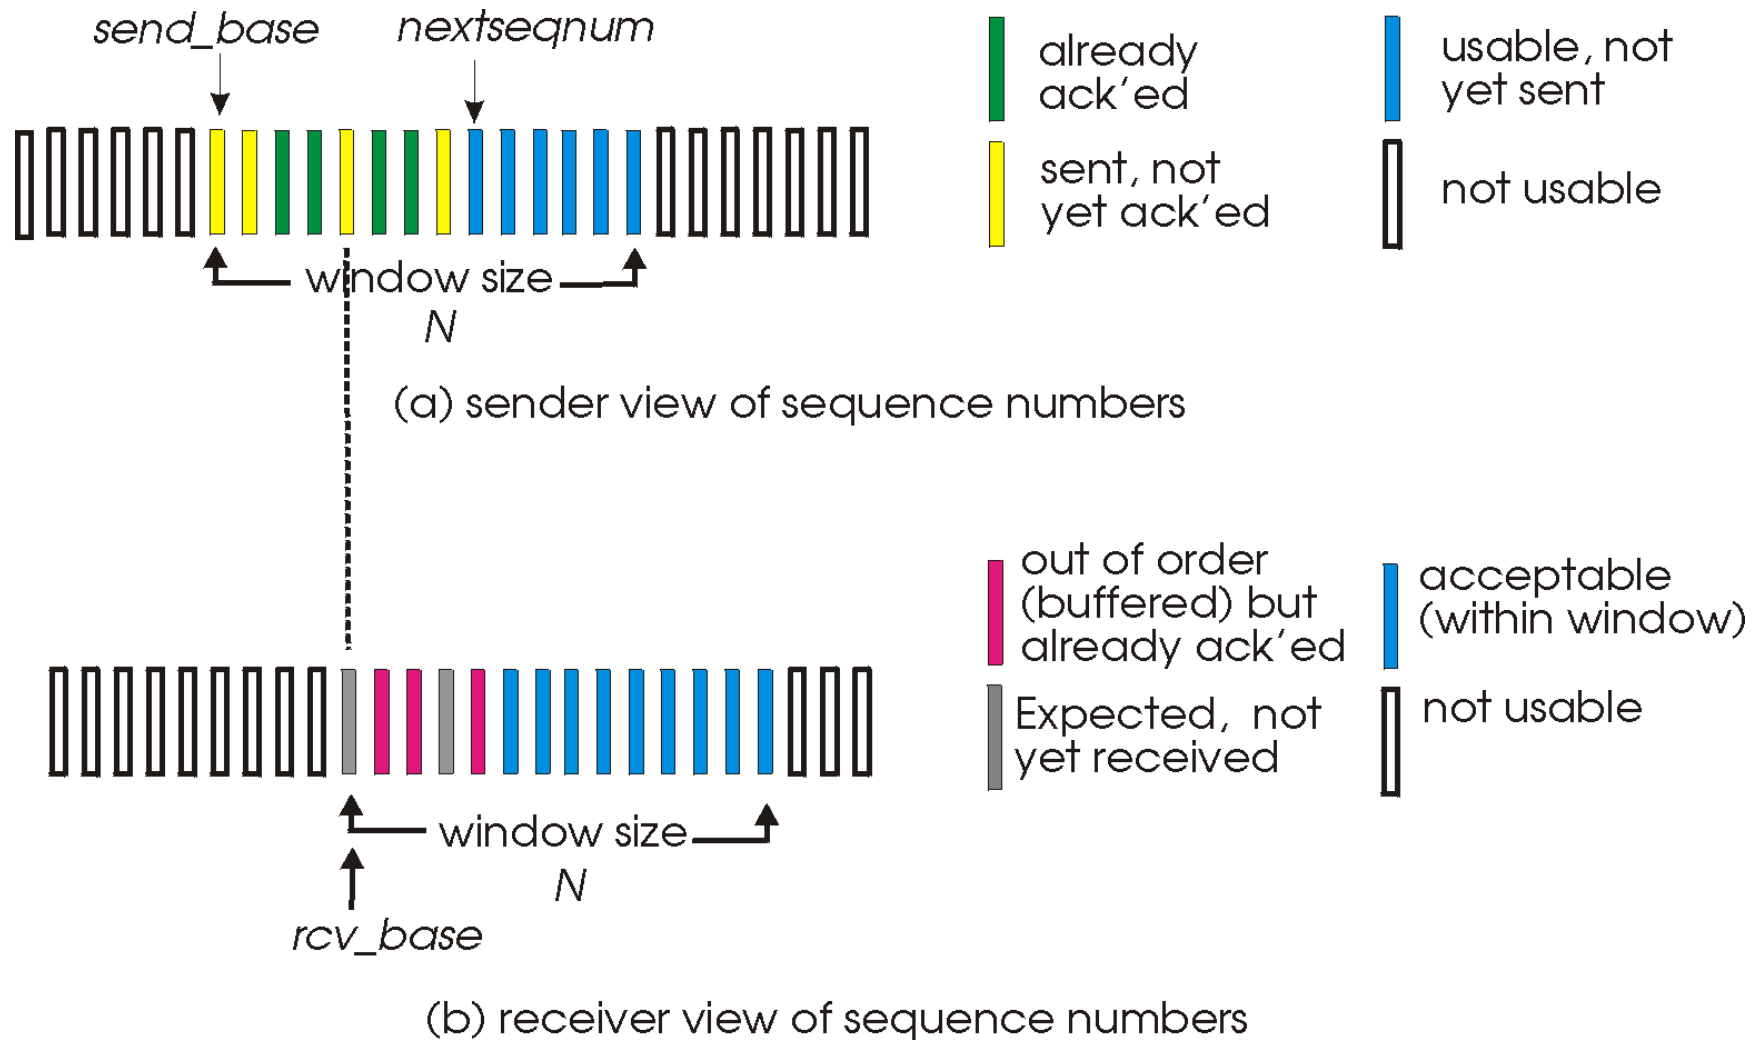 send_base
nextseqnum
already
ack'ed
usable, not
yet sent
sent, not
yet ack'ed
not usable
window size
N
(a) sender view of sequence numbers
out of order
(buffered) but
already ack'ed
acceptable
(within window)
Expected, not
yet received
not usable
window size
N
rcv_base
(b) receiver view of sequence numbers